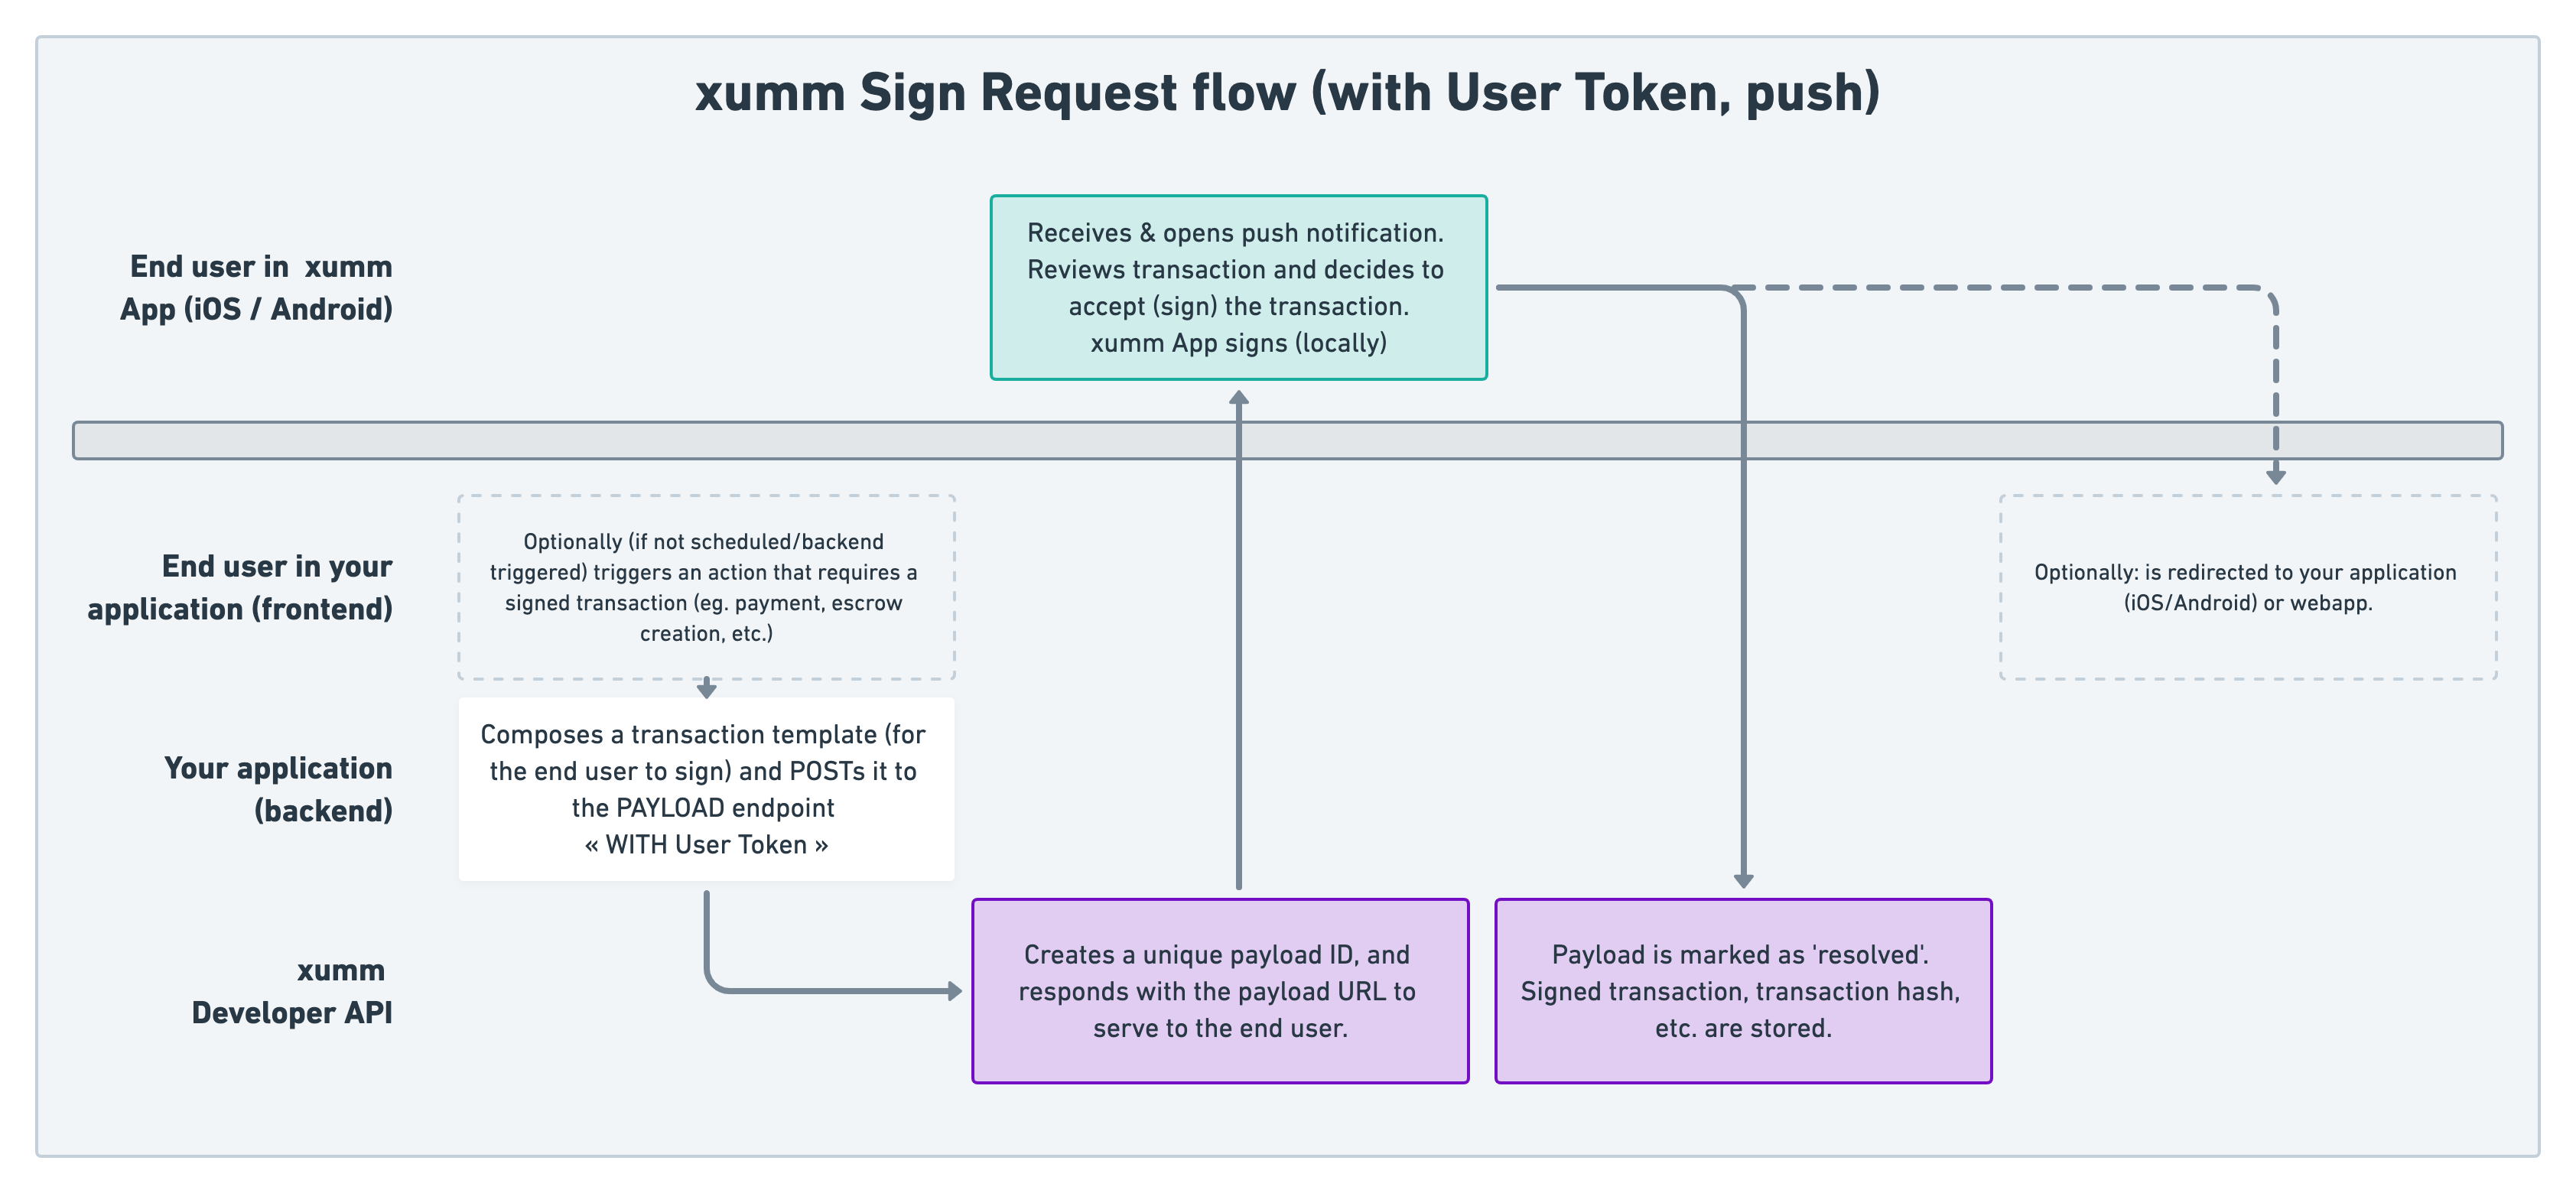 xumm Sign Request flow (with User Token, push)
End user in  xumm
App (iOS / Android)
Receives & opens push notification.
Reviews transaction and decides to
accept (sign) the transaction.
xumm App signs (locally)
End user in your
application (frontend)
Optionally (if not scheduled/backend
triggered) triggers an action that requires a
signed transaction (eg. payment, escrow
creation, etc.)
Optionally: is redirected to your application
(iOS/Android) or webapp.
Your application
(backend)
Composes a transaction template (for
the end user to sign) and POSTs it to
the PAYLOAD endpoint
« WITH User Token »
xumm
Developer API
Creates a unique payload ID, and
responds with the payload URL to
serve to the end user.
Payload is marked as 'resolved'.
Signed transaction, transaction hash,
etc. are stored.